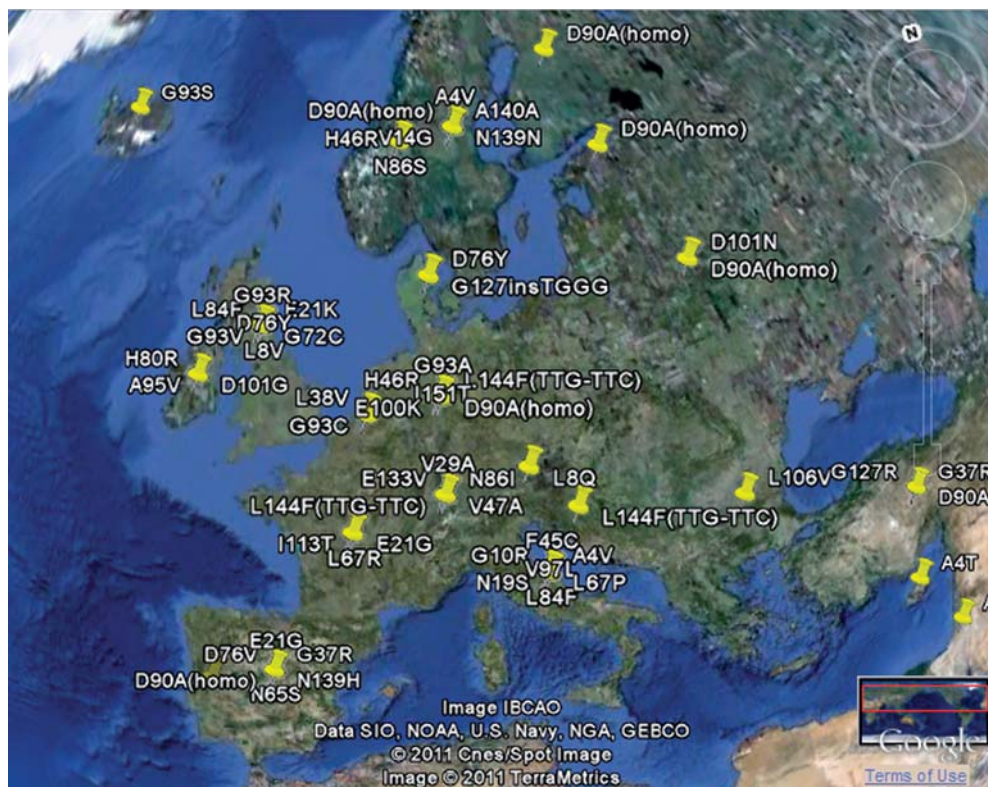 D90A(homo)
N
G93S
D90A(homo)
A4V
A140A
H46R
V14G
N139N
N86S
D90A(homo)
D101N
D90A(homo)
D76Y
G127insTGGG
G93R
L84F
E21K
D76Y
G93V
G72C
L8V
H80R
A95V
D101G
G93A
H46R
L144F(TTG-TTC)
I151T
D90A(homo)
L38V
E100K
G93C
V29A
E133V
N86I
V47A
L8Q
L144F(TTG-TTC)
L106V
G127R
G37R
D90A
L144F(TTG-TTC)
I113T
E21G
L67R
F45C
G10R
A4V
V97L
N19S
L67P
L84F
A4T
E21G
D76V
G37R
D90A(homo)
N139H
N65S
Image IBCAO
Data SIO, NOAA, U.S. Navy, NGA, GEBCO
© 2011 Cnes/Spot Image
Image © 2011 TerraMetrics
Google
Terms of Use